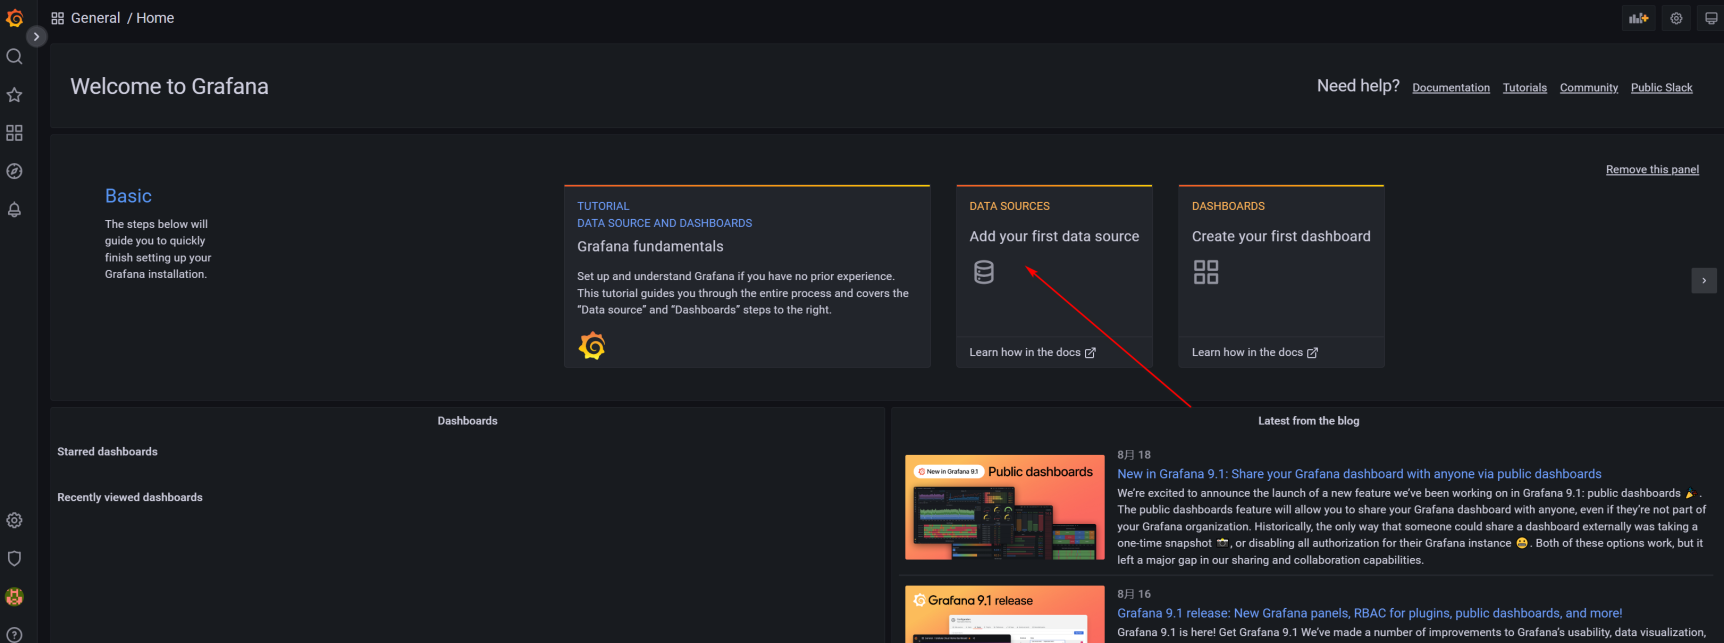 General / Home
Welcome to Grafana
Need help? Documentation Tutorials Community Public Slack
Remove this panel
Basic
The steps below will
guide you to quickly
finish setting up your
Grafana installation.
TUTORIAL
DATA SOURCE AND DASHBOARDS
Grafana fundamentals
Set up and understand Grafana if you have no prior experience.
This tutorial guides you through the entire process and covers the
"Data source" and "Dashboards" steps to the right.
DATA SOURCES
Add your first data source
Learn how in the docs
DASHBOARDS
Create your first dashboard
Learn how in the docs
Dashboards
Starred dashboards
Recently viewed dashboards
Latest from the blog
New in Grafana 9.1 Public dashboards
8月 18
New in Grafana 9.1: Share your Grafana dashboard with anyone via public dashboards
We're excited to announce the launch of a new feature we've been working on in Grafana 9.1: public dashboards 🎉 .
The public dashboards feature will allow you to share your Grafana dashboard with anyone, even if they're not part of
your Grafana organization. Historically, the only way that someone could share a dashboard externally was taking a
one-time snapshot 📸 , or disabling all authorization for their Grafana instance 😬 . Both of these options work, but it
left a major gap in our sharing and collaboration capabilities.
Grafana 9.1 release
8月 16
Grafana 9.1 release: New Grafana panels, RBAC for plugins, public dashboards, and more!
Grafana 9.1 is here! Get Grafana 9.1 We've made a number of improvements to Grafana's usability, data visualization,